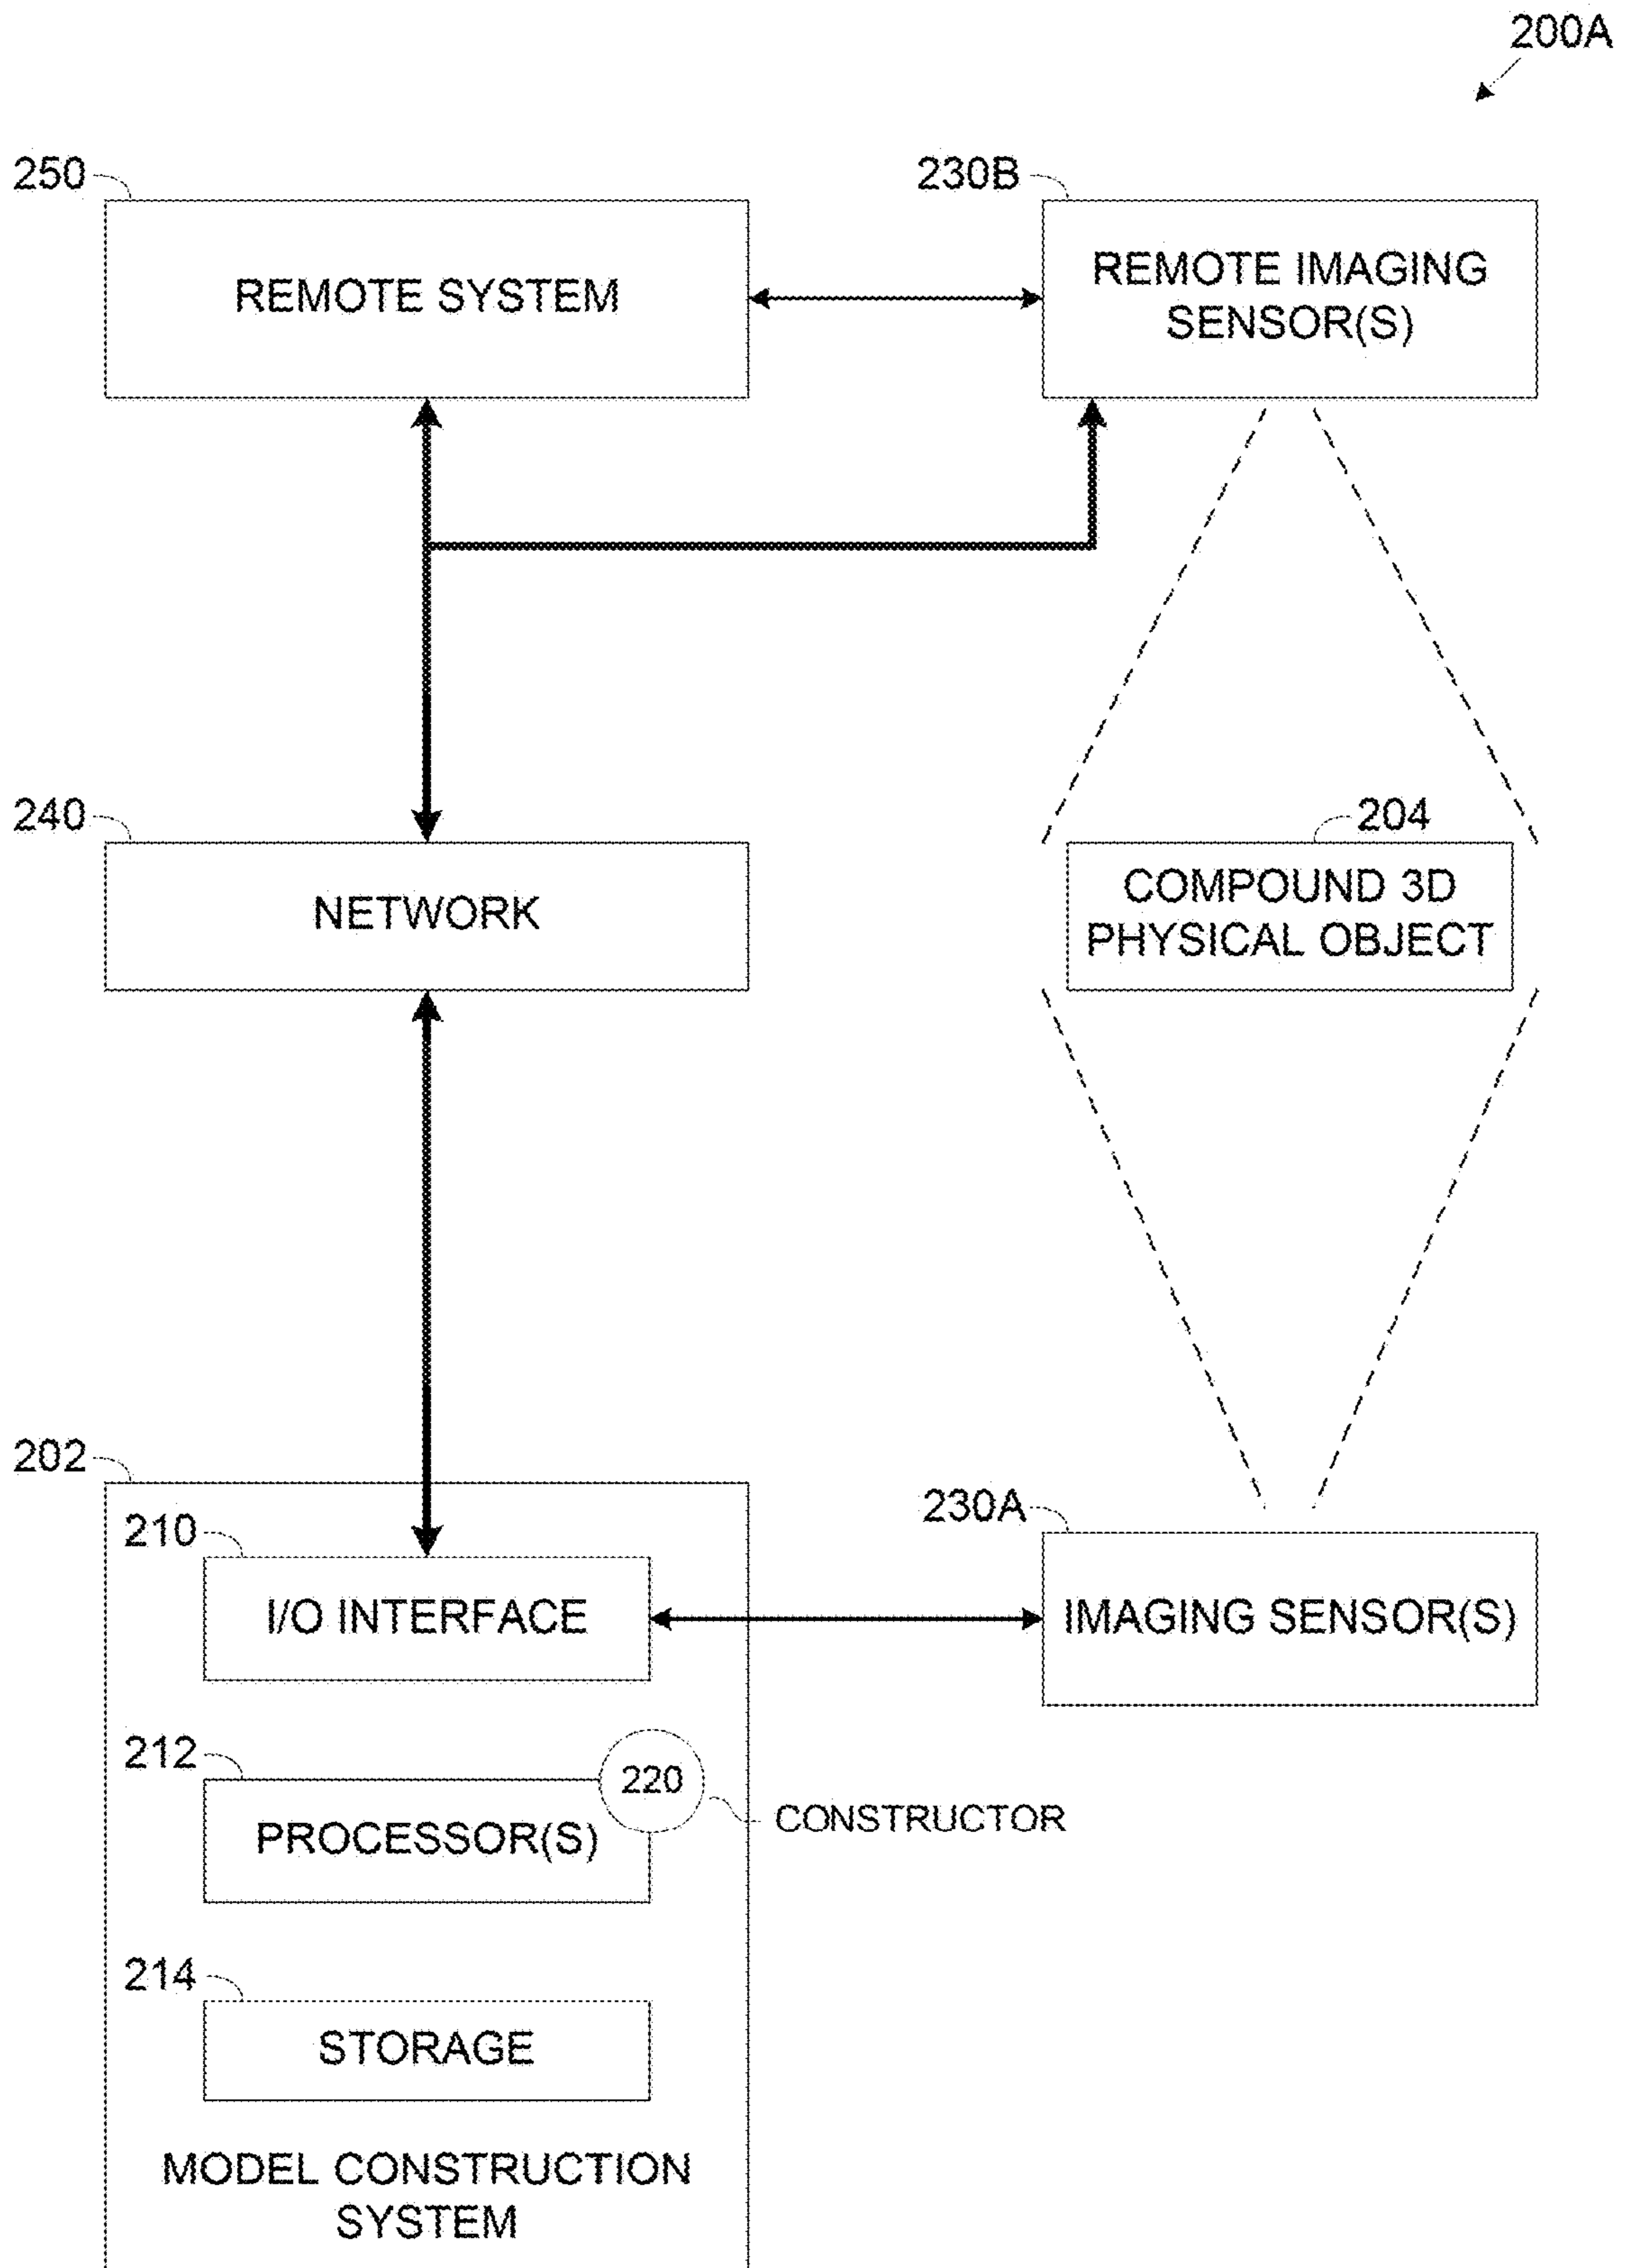 200A
250
230B
REMOTE SYSTEM
REMOTE IMAGING
SENSOR(S)
240
204
NETWORK
COMPOUND 3D
PHYSICAL OBJECT
202
210
230A
I/O INTERFACE
IMAGING SENSOR(S)
212
220
CONSTRUCTOR
PROCESSOR(S)
214
STORAGE
MODEL CONSTRUCTION
SYSTEM